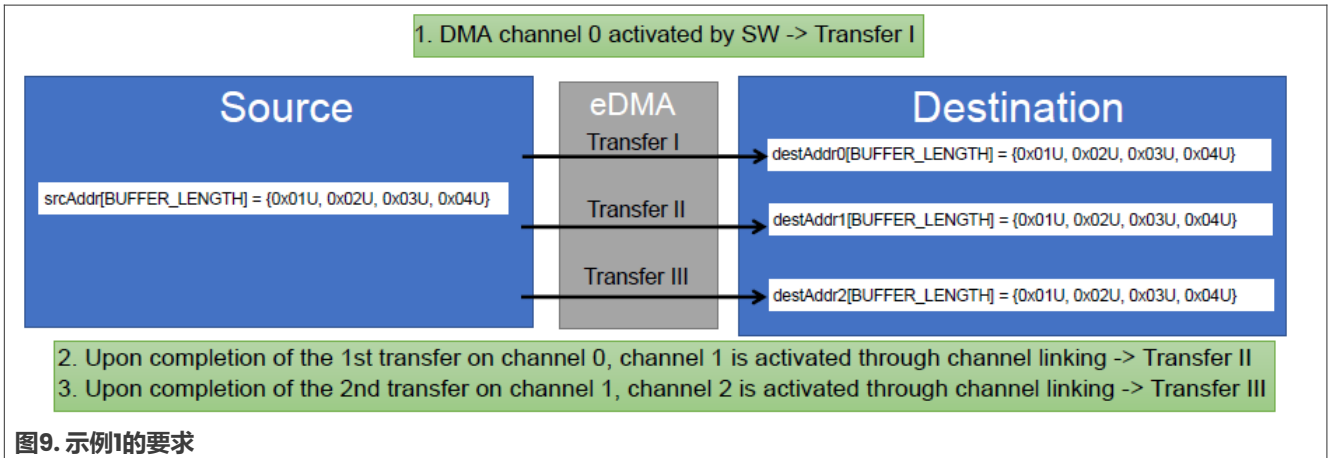 1. DMA channel 0 activated by SW -> Transfer I
Source
eDMA
Destination
Transfer I
destAddr0[BUFFER_LENGTH] = {0x01U, 0x02U, 0x03U, 0x04U}
srcAddr[BUFFER_LENGTH] = {0x01U, 0x02U, 0x03U, 0x04U}
Transfer II
destAddr1[BUFFER_LENGTH] = {0x01U, 0x02U, 0x03U, 0x04U}
Transfer III
destAddr2[BUFFER_LENGTH] = {0x01U, 0x02U, 0x03U, 0x04U}
2. Upon completion of the 1st transfer on channel 0, channel 1 is activated through channel linking -> Transfer II
3. Upon completion of the 2nd transfer on channel 1, channel 2 is activated through channel linking -> Transfer III
图9. 示例1的要求